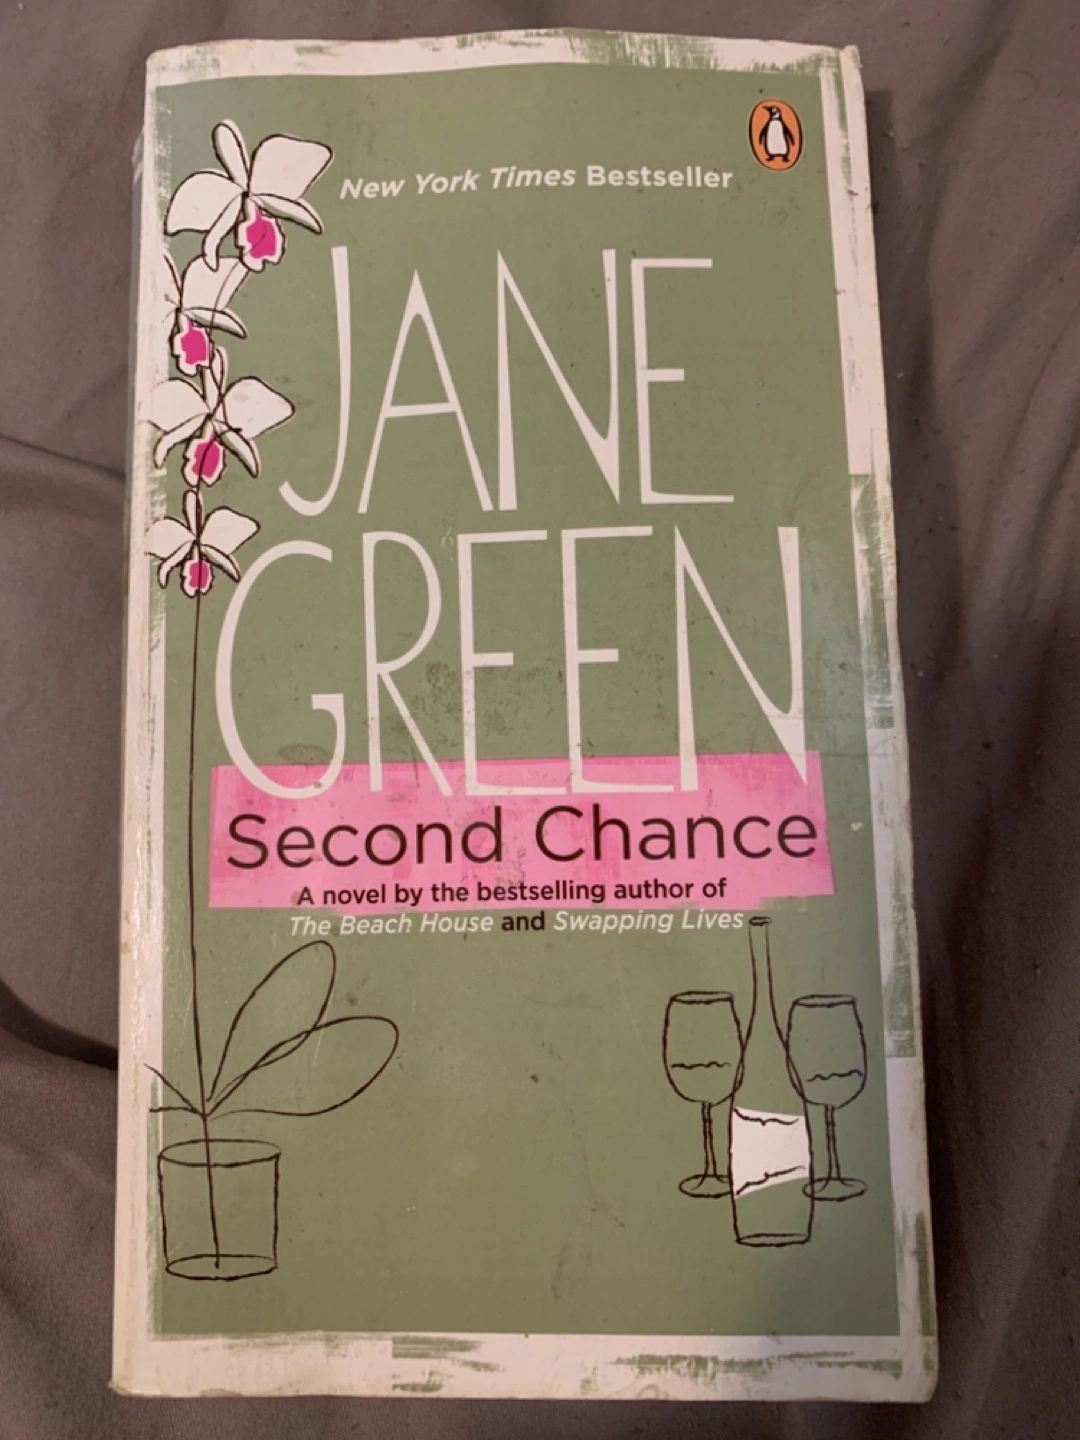 New York Times Bestseller
JANE
GREEN
Second Chance
A novel by the bestselling author of
The Beach House and Swapping Lives